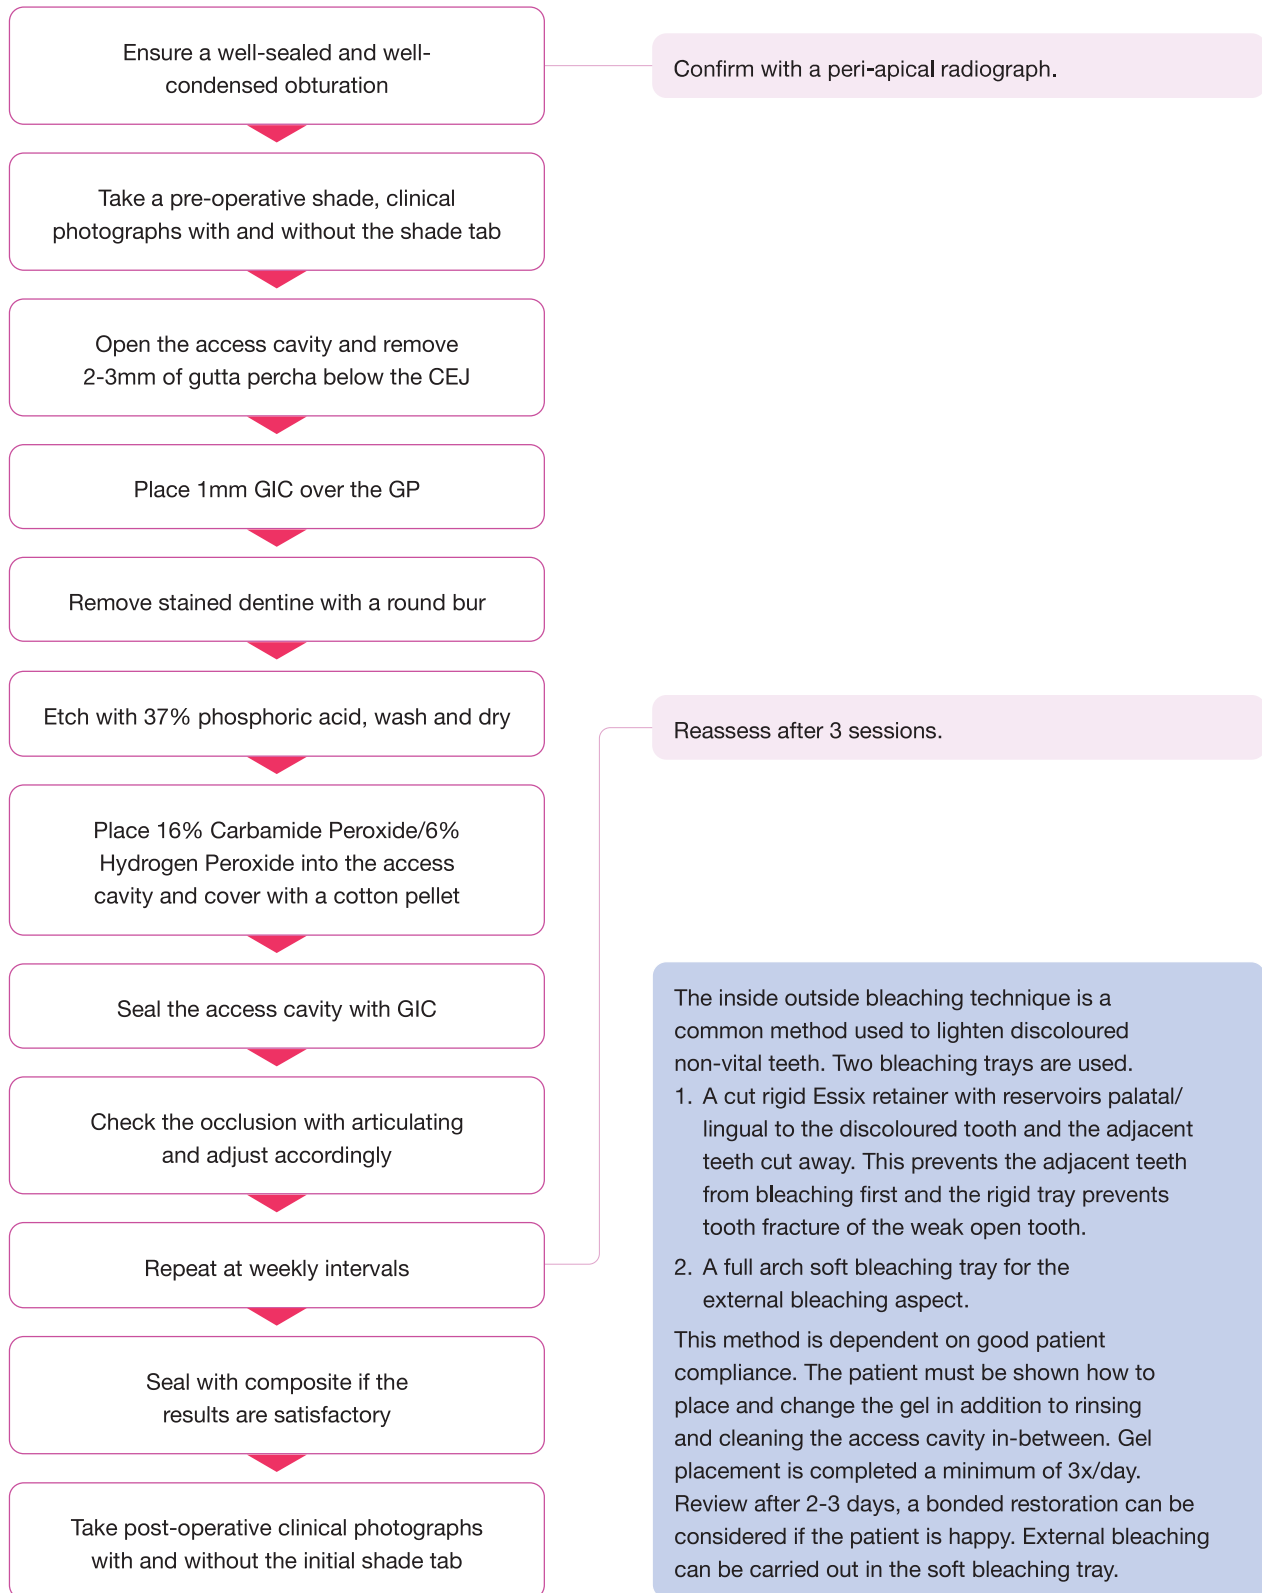 Ensure a well-sealed and well-
condensed obturation
Confirm with a peri-apical radiograph.
Take a pre-operative shade, clinical
photographs with and without the shade tab
Open the access cavity and remove
2-3mm of gutta percha below the CEJ
Place 1mm GIC over the GP
Remove stained dentine with a round bur
Etch with 37% phosphoric acid, wash and dry
Reassess after 3 sessions.
Place 16% Carbamide Peroxide/6%
Hydrogen Peroxide into the access
cavity and cover with a cotton pellet
Seal the access cavity with GIC
Check the occlusion with articulating
and adjust accordingly
Repeat at weekly intervals
Seal with composite if the
results are satisfactory
Take post-operative clinical photographs
with and without the initial shade tab
The inside outside bleaching technique is a
common method used to lighten discoloured
non-vital teeth. Two bleaching trays are used.
1. A cut rigid Essix retainer with reservoirs palatal/
lingual to the discoloured tooth and the adjacent
teeth cut away. This prevents the adjacent teeth
from bleaching first and the rigid tray prevents
tooth fracture of the weak open tooth.
2. A full arch soft bleaching tray for the
external bleaching aspect.
This method is dependent on good patient
compliance. The patient must be shown how to
place and change the gel in addition to rinsing
and cleaning the access cavity in-between. Gel
placement is completed a minimum of 3x/day.
Review after 2-3 days, a bonded restoration can be
considered if the patient is happy. External bleaching
can be carried out in the soft bleaching tray.